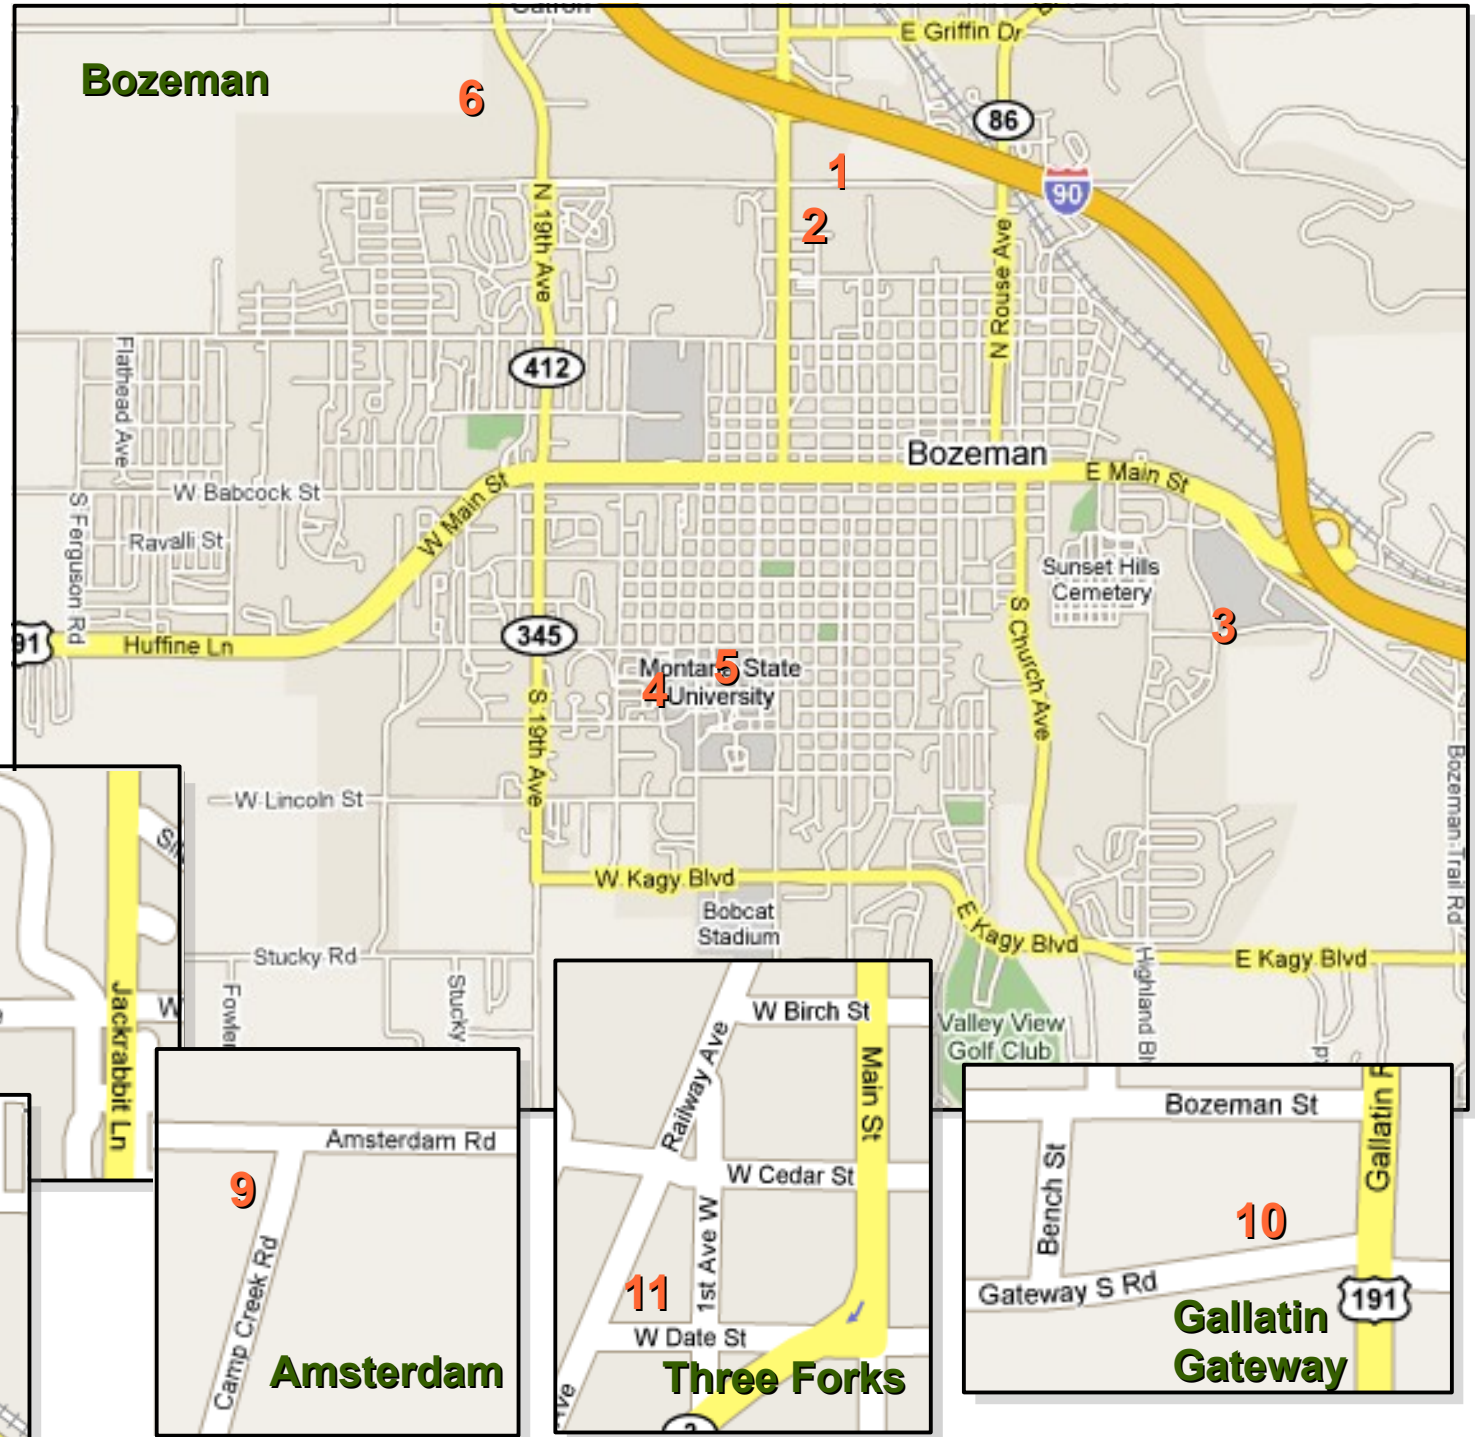 Bozeman
6
E Griffin Dr
86
1
90
2
N 19th Ave
N Rouse Ave
412
Flathead Ave
Bozeman
E Main St
W Babcock St
W Main St
S Ferguson Rd
Ravalli St
Sunset Hills
Cemetery
S Church Ave
3
91
Huffine Ln
345
5
Montana State
4
University
S 19th Ave
W Lincoln St
Bozeman Trail Rd
W Kagy Blvd
Bobcat
Stadium
E Kagy Blvd
E Kagy Blvd
Stucky Rd
Fowler
Stucky
Highland Bl
Valley View
Golf Club
Jackrabbit Ln
W
Amsterdam Rd
9
Camp Creek Rd
Amsterdam
W Birch St
Railway Ave
Main St
W Cedar St
1st Ave W
11
W Date St
Three Forks
ve
Bozeman St
Gallatin
Bench St
10
Gateway S Rd
191
Gallatin
Gateway